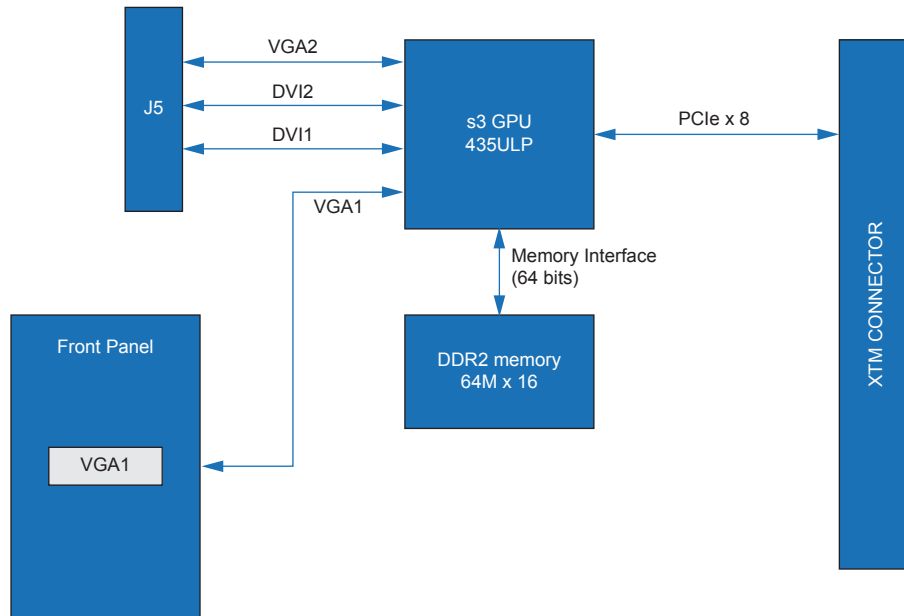 VGA2
DVI2
DVI1
J5
s3 GPU
435ULP
PCIe x 8
VGA1
Memory Interface
(64 bits)
DDR2 memory
64M x 16
Front Panel
VGA1
XTM CONNECTOR